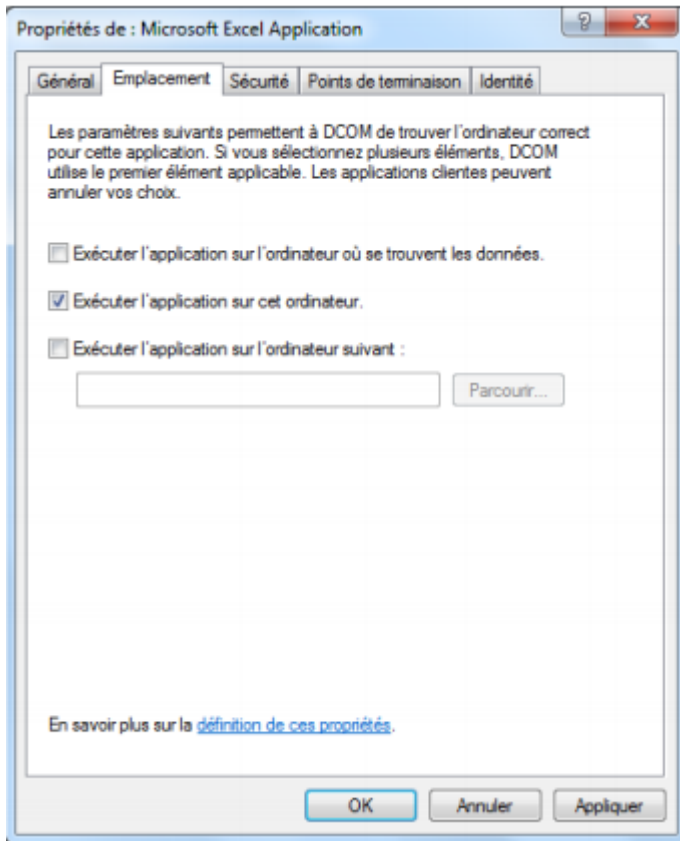 Propriétés de : Microsoft Excel Application
Général Emplacement Sécurité Points de terminaison Identité
Les paramètres suivants permettent à DCOM de trouver l'ordinateur correct
pour cette application. Si vous sélectionnez plusieurs éléments, DCOM
utilise le premier élément applicable. Les applications clientes peuvent
annuler vos choix.
Exécuter l'application sur l'ordinateur où se trouvent les données.
Exécuter l'application sur cet ordinateur.
Exécuter l'application sur l'ordinateur suivant :
Parcourir...
En savoir plus sur la définition de ces propriétés.
OK Annuler Appliquer